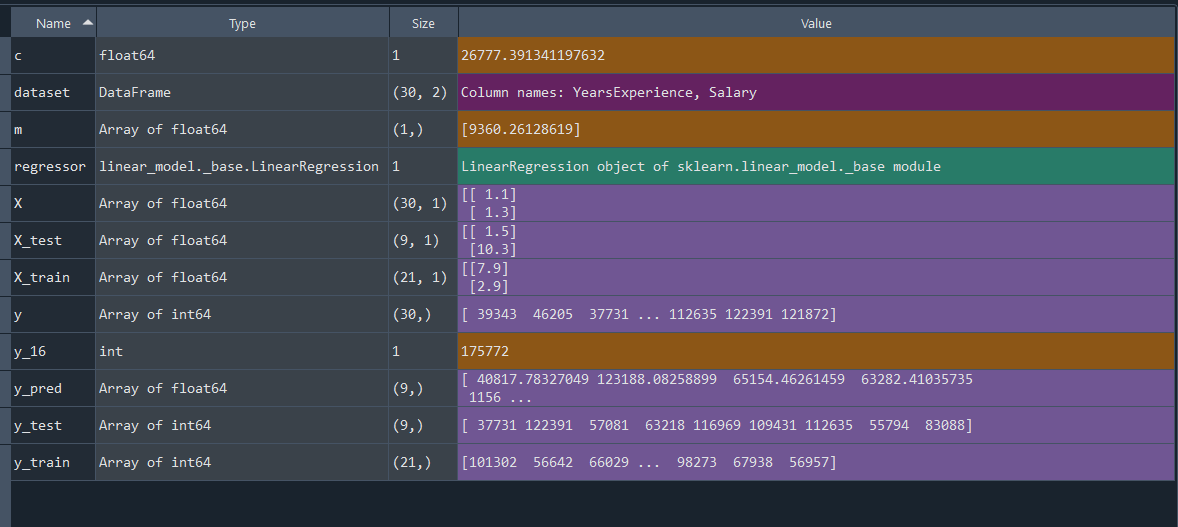 Name Type Size Value
c float64 1 26777.391341197632
dataset DataFrame (30, 2) Column names: YearsExperience, Salary
m Array of float64 (1,) [9360.26128619]
regressor linear_model._base.LinearRegression 1 LinearRegression object of sklearn.linear_model._base module
X Array of float64 (30, 1) [[ 1.1]
[ 1.3]
X_test Array of float64 (9, 1) [[ 1.5]
[10.3]
X_train Array of float64 (21, 1) [[7.9]
[2.9]
y Array of int64 (30,) [ 39343 46205 37731 ... 112635 122391 121872]
y_16 int 1 175772
y_pred Array of float64 (9,) [ 40817.78327049 123188.08258899 65154.46261459 63282.41035735
1156 ...
y_test Array of int64 (9,) [ 37731 122391 57081 63218 116969 109431 112635 55794 83088]
y_train Array of int64 (21,) [101302 56642 66029 ... 98273 67938 56957]